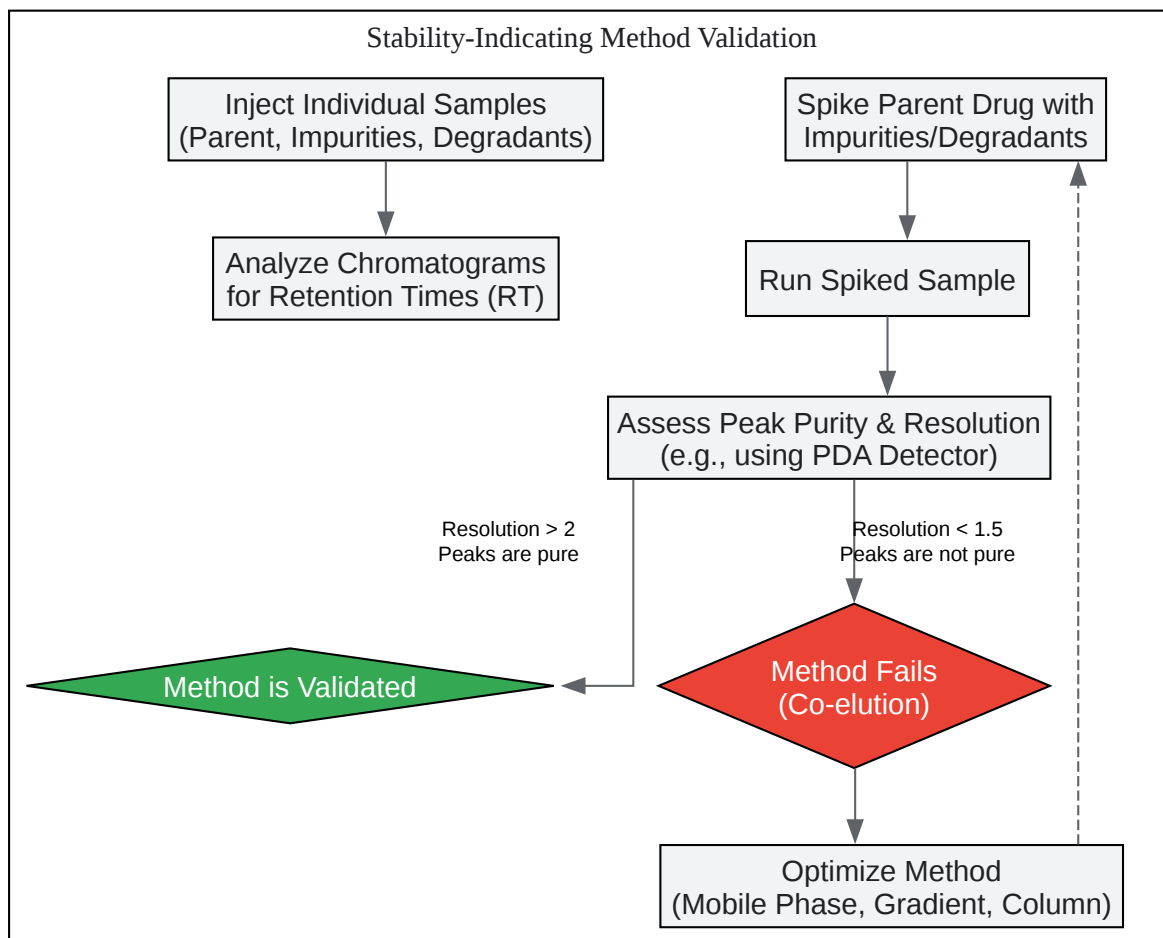 Stability-Indicating Method Validation
Inject Individual Samples
(Parent, Impurities, Degradants)
Analyze Chromatograms
for Retention Times (RT)
Spike Parent Drug with
Impurities/Degradants
Run Spiked Sample
Assess Peak Purity & Resolution
(e.g., using PDA Detector)
Resolution > 2
Peaks are pure
Resolution < 1.5
Peaks are not pure
Method is Validated
Method Fails
(Co-elution)
Optimize Method
(Mobile Phase, Gradient, Column)